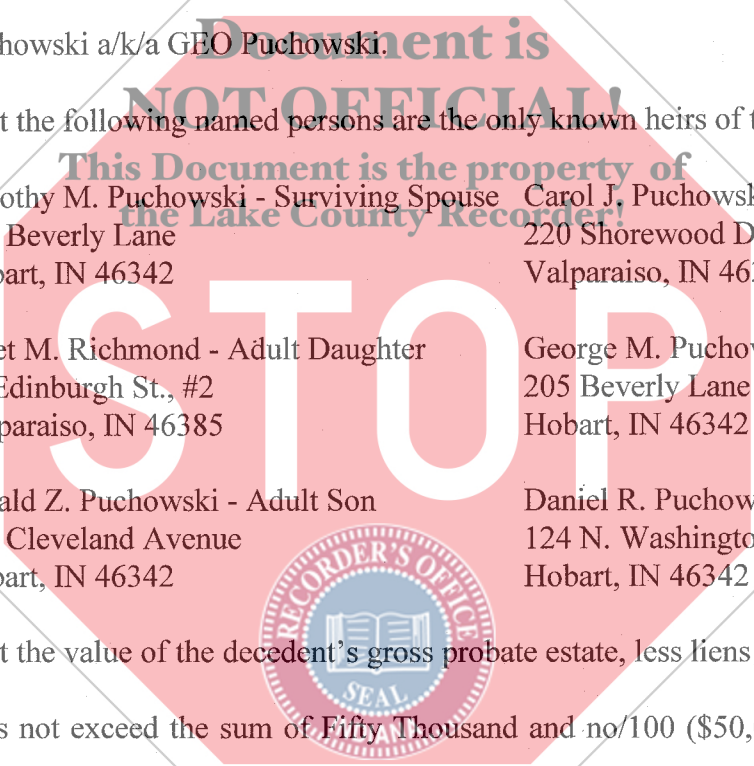 howski a/k/a GEO Puchowski.
Document is
NOT OFFICIAL!
This Document is the property of
the Lake County Recorder!
t the following named persons are the only known heirs of t
othy M. Puchowski - Surviving Spouse Carol J. Puchowsk
Beverly Lane 220 Shorewood D
art, IN 46342 Valparaiso, IN 463
et M. Richmond - Adult Daughter George M. Puchow
Edinburgh St., #2 205 Beverly Lane
paraiso, IN 46385 Hobart, IN 46342
ald Z. Puchowski - Adult Son Daniel R. Puchow
Cleveland Avenue 124 N. Washingto
art, IN 46342 Hobart, IN 46342
t the value of the decedent's gross probate estate, less liens
s not exceed the sum of Fifty Thousand and no/100 ($50,
STOP
RECORDER'S OFFICE
SEAL